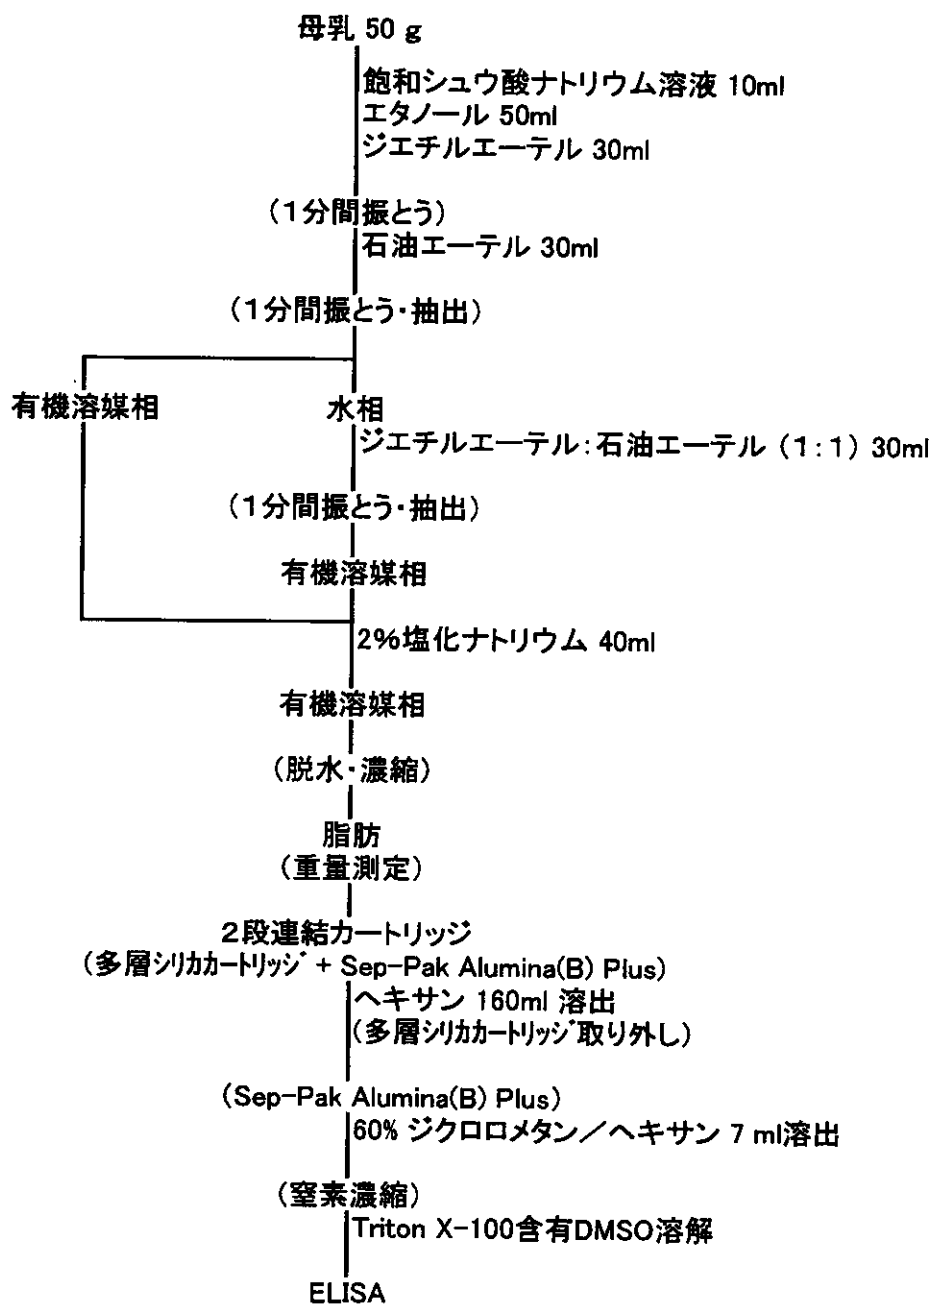 母乳 50 g
飽和シュウ酸ナトリウム溶液 10ml
エタノール 50ml
ジエチルエーテル 30ml
(1分間振とう)
石油エーテル 30ml
(1分間振とう・抽出)
有機溶媒相
水相
ジエチルエーテル:石油エーテル (1:1) 30ml
(1分間振とう・抽出)
有機溶媒相
2%塩化ナトリウム 40ml
有機溶媒相
(脱水・濃縮)
脂肪
(重量測定)
2段連結カートリッジ
(多層シリカカートリッジ + Sep-Pak Alumina(B) Plus)
ヘキサン 160ml 溶出
(多層シリカカートリッジ取り外し)
(Sep-Pak Alumina(B) Plus)
60% ジクロロメタン/ヘキサン 7 ml溶出
(窒素濃縮)
Triton X-100含有DMSO溶解
ELISA